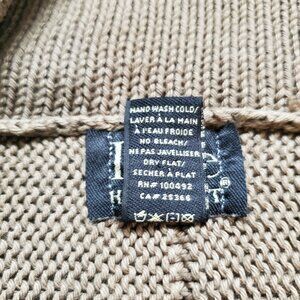 HAND WASH COLD/
LAVER À LA MAIN
À l'EAU FROIDE
NO BLEACH/
NE PAS JAVELLISER
DRY FLAT/
SECHER À PLAT
RN# 100492
CA# 25366